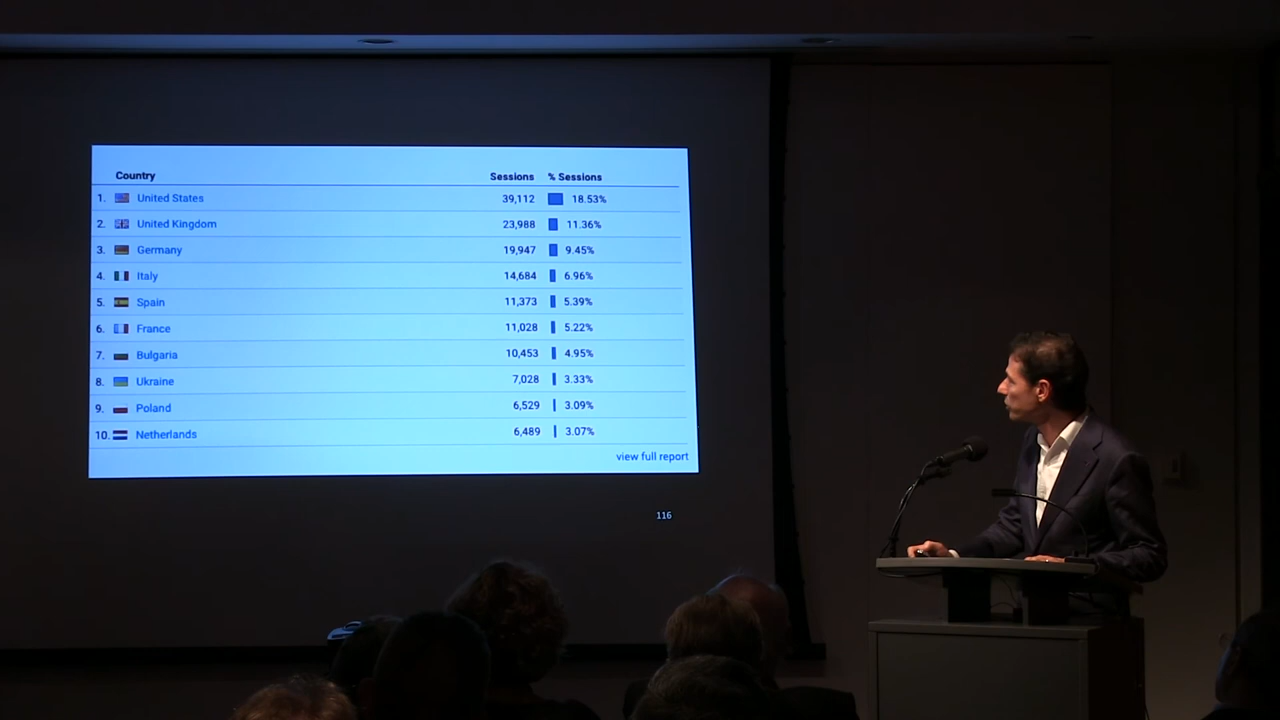 Country Sessions % Sessions
1. United States 39,112 18.53%
2. United Kingdom 23,988 11.36%
3. Germany 19,947 9.45%
4. Italy 14,684 6.96%
5. Spain 11,373 5.39%
6. France 11,028 5.22%
7. Bulgaria 10,453 4.95%
8. Ukraine 7,028 3.33%
9. Poland 6,529 3.09%
10. Netherlands 6,489 3.07%
view full report
116